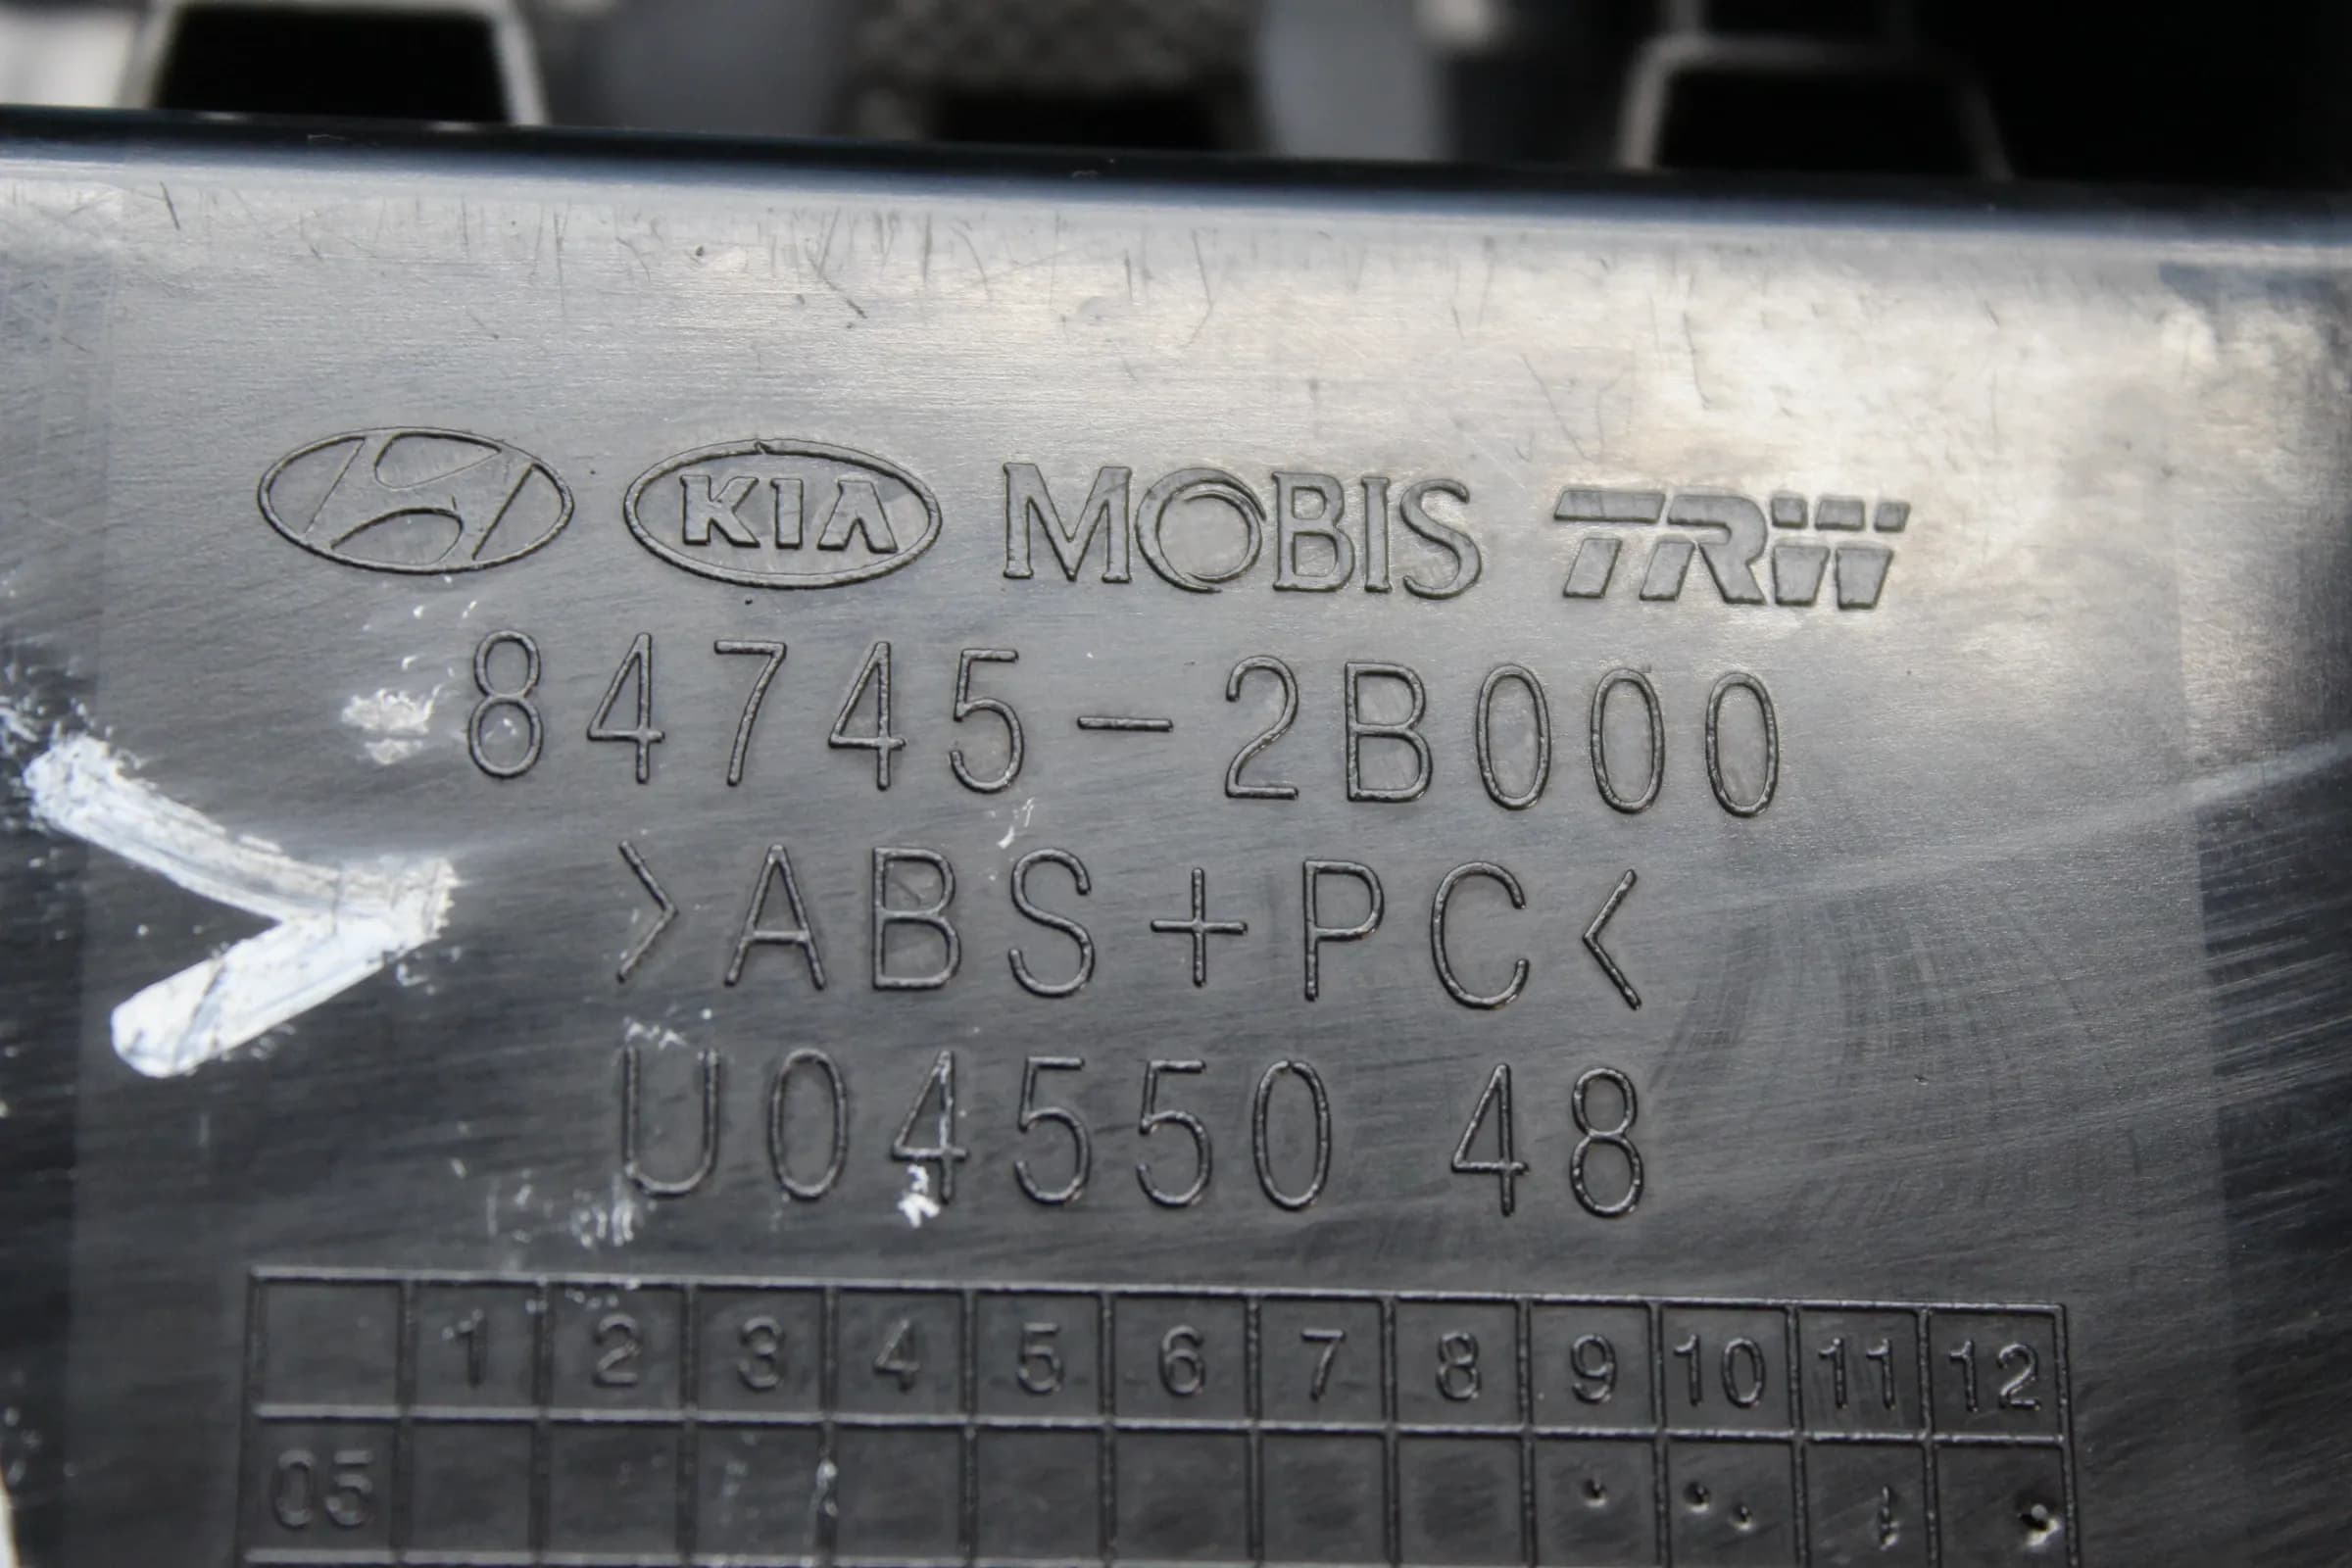 KIA MOBIS TRW
84745-2B000
>ABS+PC<
U04550 48
1 2 3 4 5 6 7 8 9 10 11 12
05